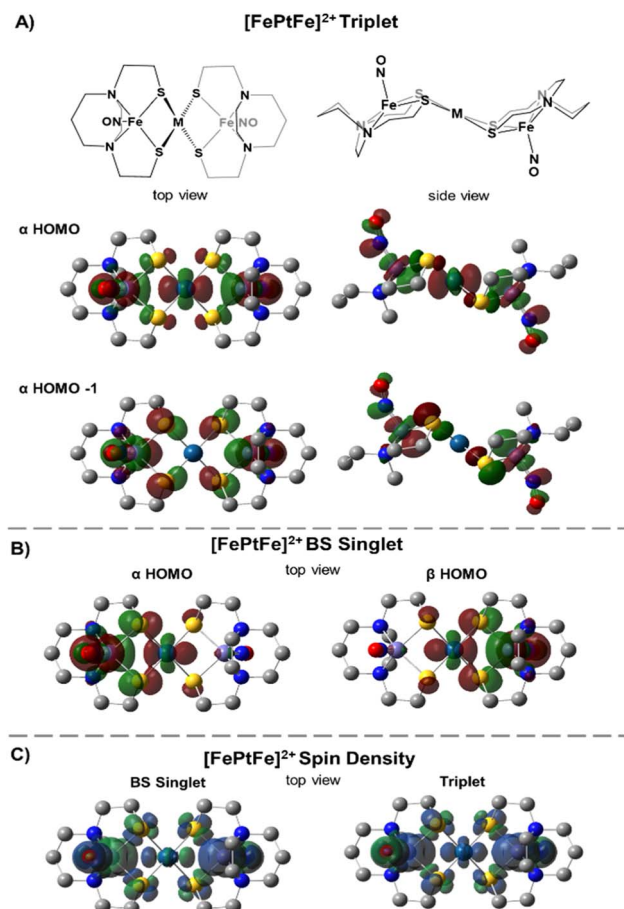 A)
[FePtFe]²⁺ Triplet
N S S N
ON Fe M Fe NO
N S S N
top view
O
N
Fe S M S N
N S S Fe
N
O
side view
α HOMO
α HOMO -1
B)
[FePtFe]²⁺ BS Singlet
α HOMO top view β HOMO
C)
[FePtFe]²⁺ Spin Density
BS Singlet top view Triplet